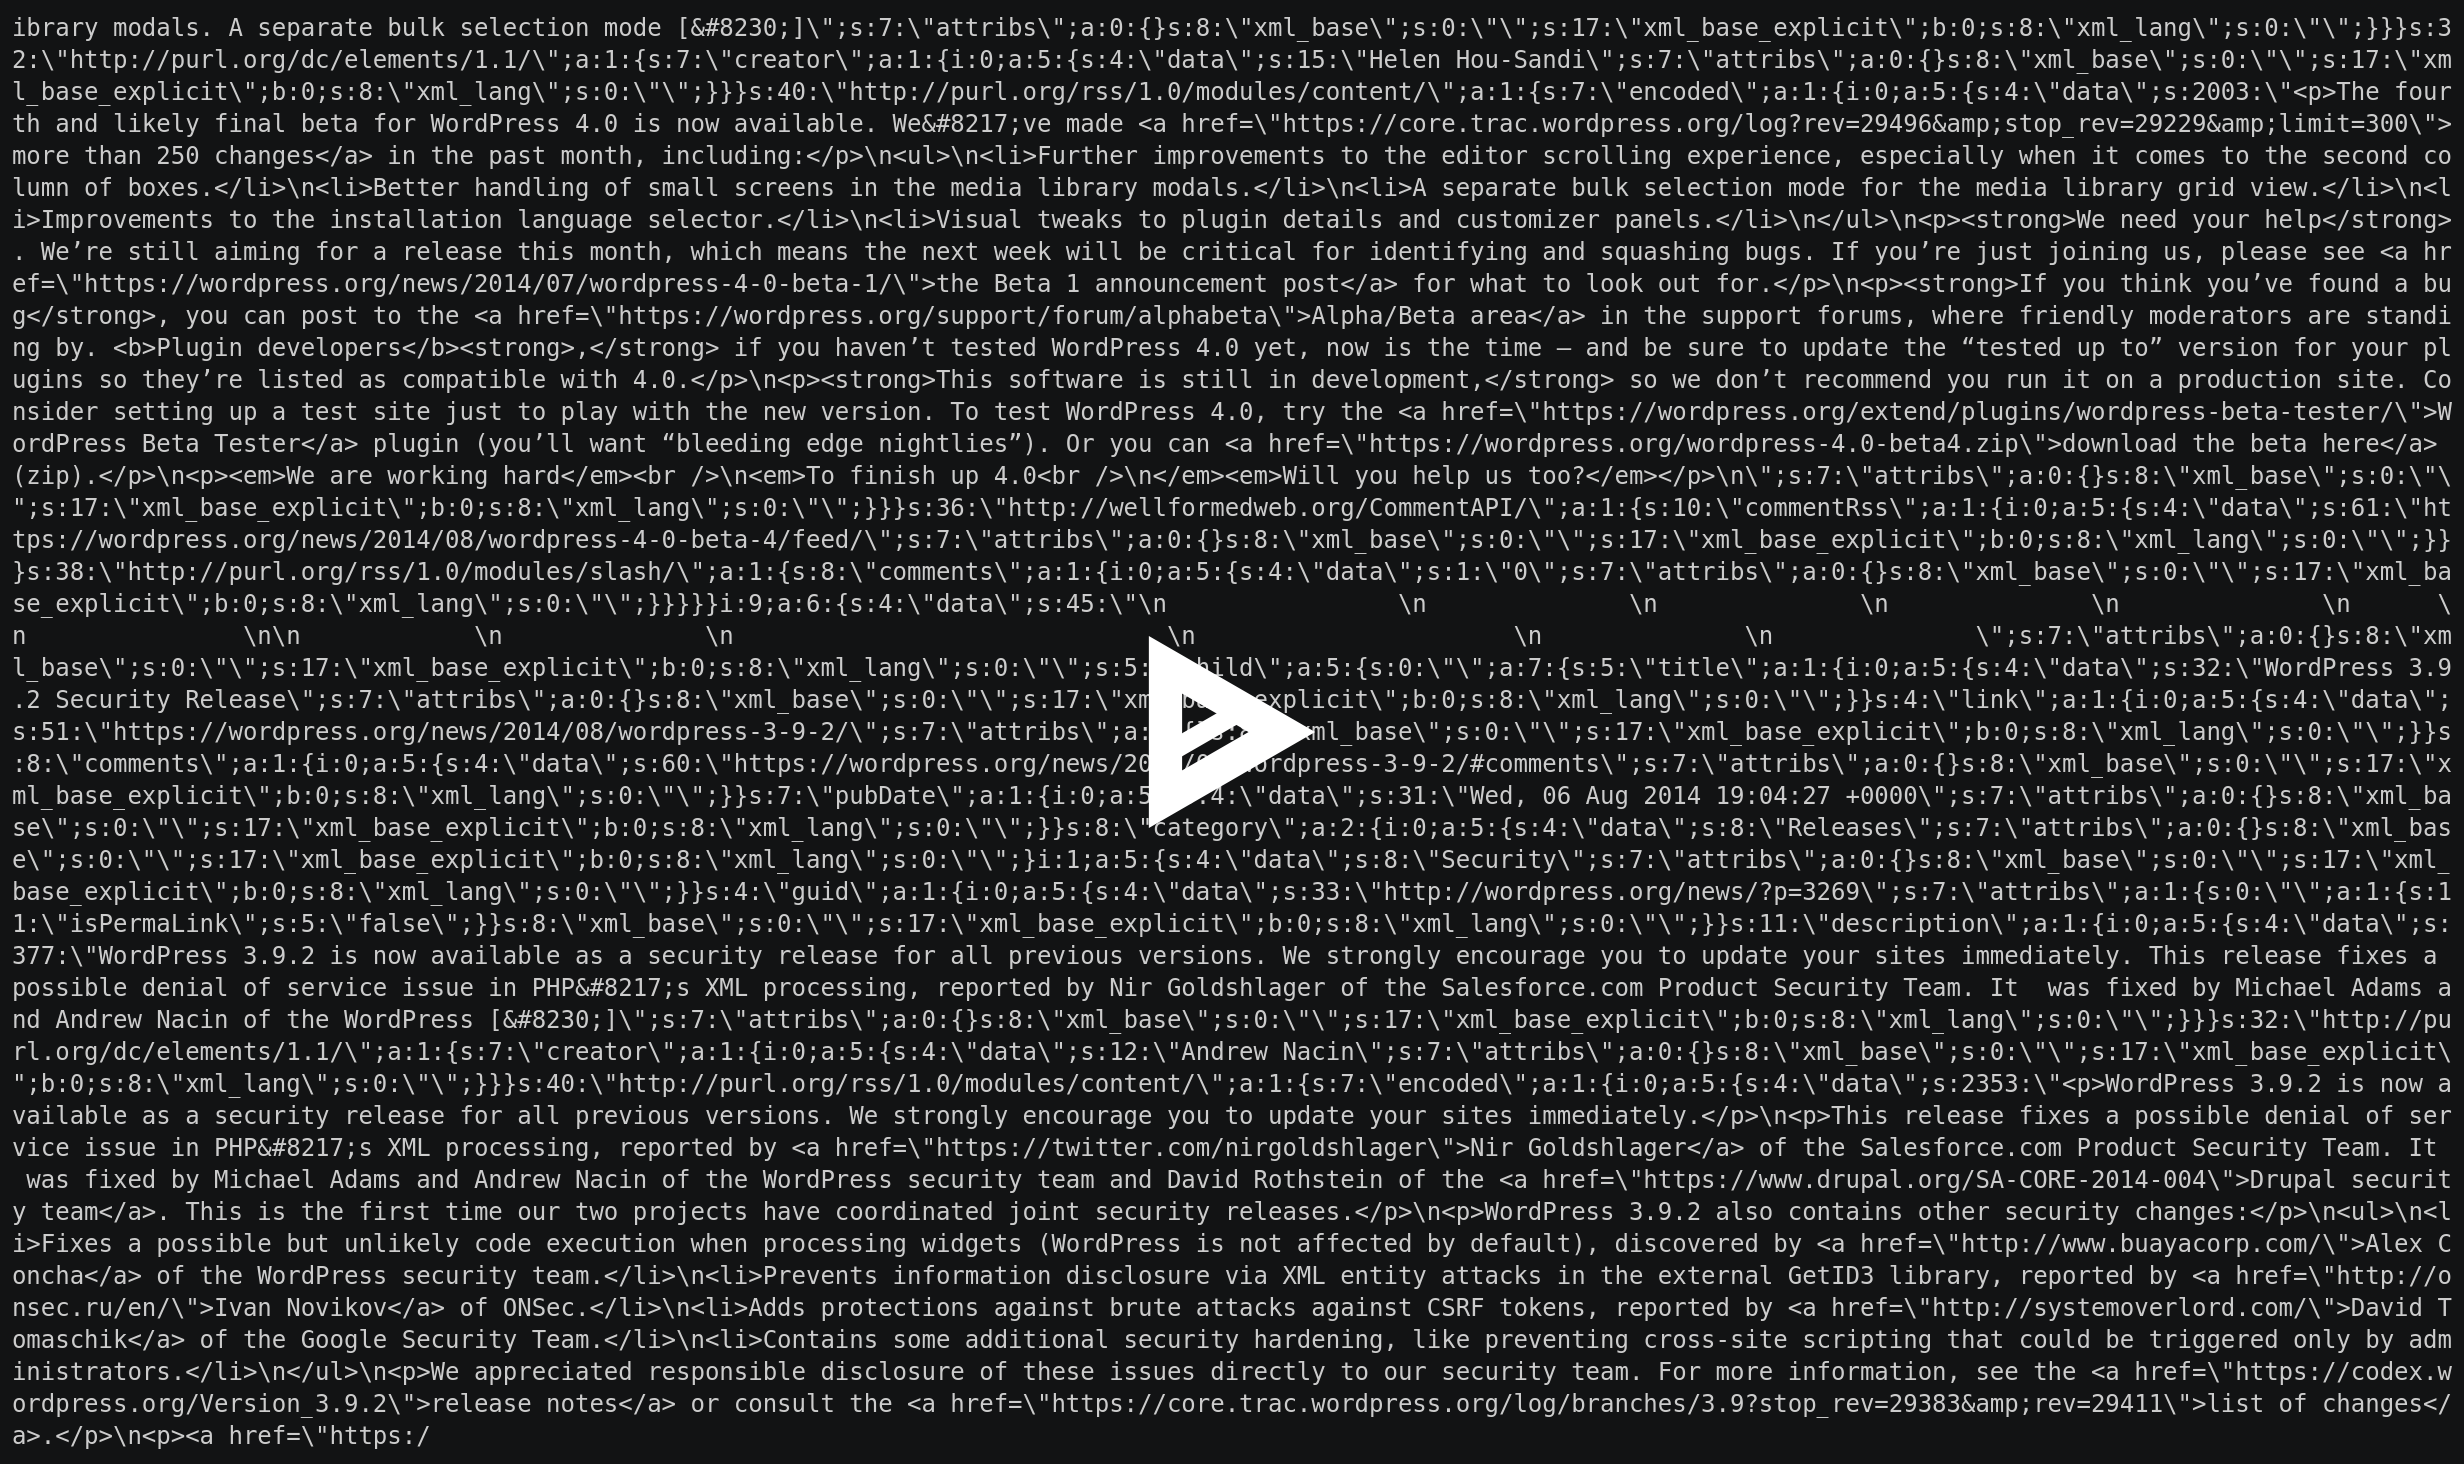 ibrary modals. A separate bulk selection mode [&#8230;]\";s:7:\"attribs\";a:0:{}s:8:\"xml_base\";s:0:\"\";s:17:\"xml_base_explicit\";b:0;s:8:\"xml_lang\";s:0:\"\";}}}s:3
2:\"http://purl.org/dc/elements/1.1/\";a:1:{s:7:\"creator\";a:1:{i:0;a:5:{s:4:\"data\";s:15:\"Helen Hou-Sandi\";s:7:\"attribs\";a:0:{}s:8:\"xml_base\";s:0:\"\";s:17:\"xm
l_base_explicit\";b:0;s:8:\"xml_lang\";s:0:\"\";}}}s:40:\"http://purl.org/rss/1.0/modules/content/\";a:1:{s:7:\"encoded\";a:1:{i:0;a:5:{s:4:\"data\";s:2003:\"<p>The four
th and likely final beta for WordPress 4.0 is now available. We&#8217;ve made <a href=\"https://core.trac.wordpress.org/log?rev=29496&amp;stop_rev=29229&amp;limit=300\">
more than 250 changes</a> in the past month, including:</p>\n<ul>\n<li>Further improvements to the editor scrolling experience, especially when it comes to the second co
lumn of boxes.</li>\n<li>Better handling of small screens in the media library modals.</li>\n<li>A separate bulk selection mode for the media library grid view.</li>\n<l
i>Improvements to the installation language selector.</li>\n<li>Visual tweaks to plugin details and customizer panels.</li>\n</ul>\n<p><strong>We need your help</strong>
. We’re still aiming for a release this month, which means the next week will be critical for identifying and squashing bugs. If you’re just joining us, please see <a hr
ef=\"https://wordpress.org/news/2014/07/wordpress-4-0-beta-1/\">the Beta 1 announcement post</a> for what to look out for.</p>\n<p><strong>If you think you’ve found a bu
g</strong>, you can post to the <a href=\"https://wordpress.org/support/forum/alphabeta\">Alpha/Beta area</a> in the support forums, where friendly moderators are standi
ng by. <b>Plugin developers</b><strong>,</strong> if you haven’t tested WordPress 4.0 yet, now is the time — and be sure to update the “tested up to” version for your pl
ugins so they’re listed as compatible with 4.0.</p>\n<p><strong>This software is still in development,</strong> so we don’t recommend you run it on a production site. Co
nsider setting up a test site just to play with the new version. To test WordPress 4.0, try the <a href=\"https://wordpress.org/extend/plugins/wordpress-beta-tester/\">W
ordPress Beta Tester</a> plugin (you’ll want “bleeding edge nightlies”). Or you can <a href=\"https://wordpress.org/wordpress-4.0-beta4.zip\">download the beta here</a>
(zip).</p>\n<p><em>We are working hard</em><br />\n<em>To finish up 4.0<br />\n</em><em>Will you help us too?</em></p>\n\";s:7:\"attribs\";a:0:{}s:8:\"xml_base\";s:0:\"\
";s:17:\"xml_base_explicit\";b:0;s:8:\"xml_lang\";s:0:\"\";}}}s:36:\"http://wellformedweb.org/CommentAPI/\";a:1:{s:10:\"commentRss\";a:1:{i:0;a:5:{s:4:\"data\";s:61:\"ht
tps://wordpress.org/news/2014/08/wordpress-4-0-beta-4/feed/\";s:7:\"attribs\";a:0:{}s:8:\"xml_base\";s:0:\"\";s:17:\"xml_base_explicit\";b:0;s:8:\"xml_lang\";s:0:\"\";}}
}s:38:\"http://purl.org/rss/1.0/modules/slash/\";a:1:{s:8:\"comments\";a:1:{i:0;a:5:{s:4:\"data\";s:1:\"0\";s:7:\"attribs\";a:0:{}s:8:\"xml_base\";s:0:\"\";s:17:\"xml_ba
se_explicit\";b:0;s:8:\"xml_lang\";s:0:\"\";}}}}}i:9;a:6:{s:4:\"data\";s:45:\"\n \n \n \n \n \n \
n \n\n \n \n \n \n \n \";s:7:\"attribs\";a:0:{}s:8:\"xm
l_base\";s:0:\"\";s:17:\"xml_base_explicit\";b:0;s:8:\"xml_lang\";s:0:\"\";s:5: hild\";a:5:{s:0:\"\";a:7:{s:5:\"title\";a:1:{i:0;a:5:{s:4:\"data\";s:32:\"WordPress 3.9
.2 Security Release\";s:7:\"attribs\";a:0:{}s:8:\"xml_base\";s:0:\"\";s:17:\"xm explicit\";b:0;s:8:\"xml_lang\";s:0:\"\";}}s:4:\"link\";a:1:{i:0;a:5:{s:4:\"data\";
s:51:\"https://wordpress.org/news/2014/08/wordpress-3-9-2/\";s:7:\"attribs\";a: xml_base\";s:0:\"\";s:17:\"xml_base_explicit\";b:0;s:8:\"xml_lang\";s:0:\"\";}}s
:8:\"comments\";a:1:{i:0;a:5:{s:4:\"data\";s:60:\"https://wordpress.org/news/20 ordpress-3-9-2/#comments\";s:7:\"attribs\";a:0:{}s:8:\"xml_base\";s:0:\"\";s:17:\"x
ml_base_explicit\";b:0;s:8:\"xml_lang\";s:0:\"\";}}s:7:\"pubDate\";a:1:{i:0;a:5 4:\"data\";s:31:\"Wed, 06 Aug 2014 19:04:27 +0000\";s:7:\"attribs\";a:0:{}s:8:\"xml_ba
se\";s:0:\"\";s:17:\"xml_base_explicit\";b:0;s:8:\"xml_lang\";s:0:\"\";}}s:8:\"category\";a:2:{i:0;a:5:{s:4:\"data\";s:8:\"Releases\";s:7:\"attribs\";a:0:{}s:8:\"xml_bas
e\";s:0:\"\";s:17:\"xml_base_explicit\";b:0;s:8:\"xml_lang\";s:0:\"\";}i:1;a:5:{s:4:\"data\";s:8:\"Security\";s:7:\"attribs\";a:0:{}s:8:\"xml_base\";s:0:\"\";s:17:\"xml_
base_explicit\";b:0;s:8:\"xml_lang\";s:0:\"\";}}s:4:\"guid\";a:1:{i:0;a:5:{s:4:\"data\";s:33:\"http://wordpress.org/news/?p=3269\";s:7:\"attribs\";a:1:{s:0:\"\";a:1:{s:1
1:\"isPermaLink\";s:5:\"false\";}}s:8:\"xml_base\";s:0:\"\";s:17:\"xml_base_explicit\";b:0;s:8:\"xml_lang\";s:0:\"\";}}s:11:\"description\";a:1:{i:0;a:5:{s:4:\"data\";s:
377:\"WordPress 3.9.2 is now available as a security release for all previous versions. We strongly encourage you to update your sites immediately. This release fixes a
possible denial of service issue in PHP&#8217;s XML processing, reported by Nir Goldshlager of the Salesforce.com Product Security Team. It  was fixed by Michael Adams a
nd Andrew Nacin of the WordPress [&#8230;]\";s:7:\"attribs\";a:0:{}s:8:\"xml_base\";s:0:\"\";s:17:\"xml_base_explicit\";b:0;s:8:\"xml_lang\";s:0:\"\";}}}s:32:\"http://pu
rl.org/dc/elements/1.1/\";a:1:{s:7:\"creator\";a:1:{i:0;a:5:{s:4:\"data\";s:12:\"Andrew Nacin\";s:7:\"attribs\";a:0:{}s:8:\"xml_base\";s:0:\"\";s:17:\"xml_base_explicit\
";b:0;s:8:\"xml_lang\";s:0:\"\";}}}s:40:\"http://purl.org/rss/1.0/modules/content/\";a:1:{s:7:\"encoded\";a:1:{i:0;a:5:{s:4:\"data\";s:2353:\"<p>WordPress 3.9.2 is now a
vailable as a security release for all previous versions. We strongly encourage you to update your sites immediately.</p>\n<p>This release fixes a possible denial of ser
vice issue in PHP&#8217;s XML processing, reported by <a href=\"https://twitter.com/nirgoldshlager\">Nir Goldshlager</a> of the Salesforce.com Product Security Team. It
 was fixed by Michael Adams and Andrew Nacin of the WordPress security team and David Rothstein of the <a href=\"https://www.drupal.org/SA-CORE-2014-004\">Drupal securit
y team</a>. This is the first time our two projects have coordinated joint security releases.</p>\n<p>WordPress 3.9.2 also contains other security changes:</p>\n<ul>\n<l
i>Fixes a possible but unlikely code execution when processing widgets (WordPress is not affected by default), discovered by <a href=\"http://www.buayacorp.com/\">Alex C
oncha</a> of the WordPress security team.</li>\n<li>Prevents information disclosure via XML entity attacks in the external GetID3 library, reported by <a href=\"http://o
nsec.ru/en/\">Ivan Novikov</a> of ONSec.</li>\n<li>Adds protections against brute attacks against CSRF tokens, reported by <a href=\"http://systemoverlord.com/\">David T
omaschik</a> of the Google Security Team.</li>\n<li>Contains some additional security hardening, like preventing cross-site scripting that could be triggered only by adm
inistrators.</li>\n</ul>\n<p>We appreciated responsible disclosure of these issues directly to our security team. For more information, see the <a href=\"https://codex.w
ordpress.org/Version_3.9.2\">release notes</a> or consult the <a href=\"https://core.trac.wordpress.org/log/branches/3.9?stop_rev=29383&amp;rev=29411\">list of changes</
a>.</p>\n<p><a href=\"https:/